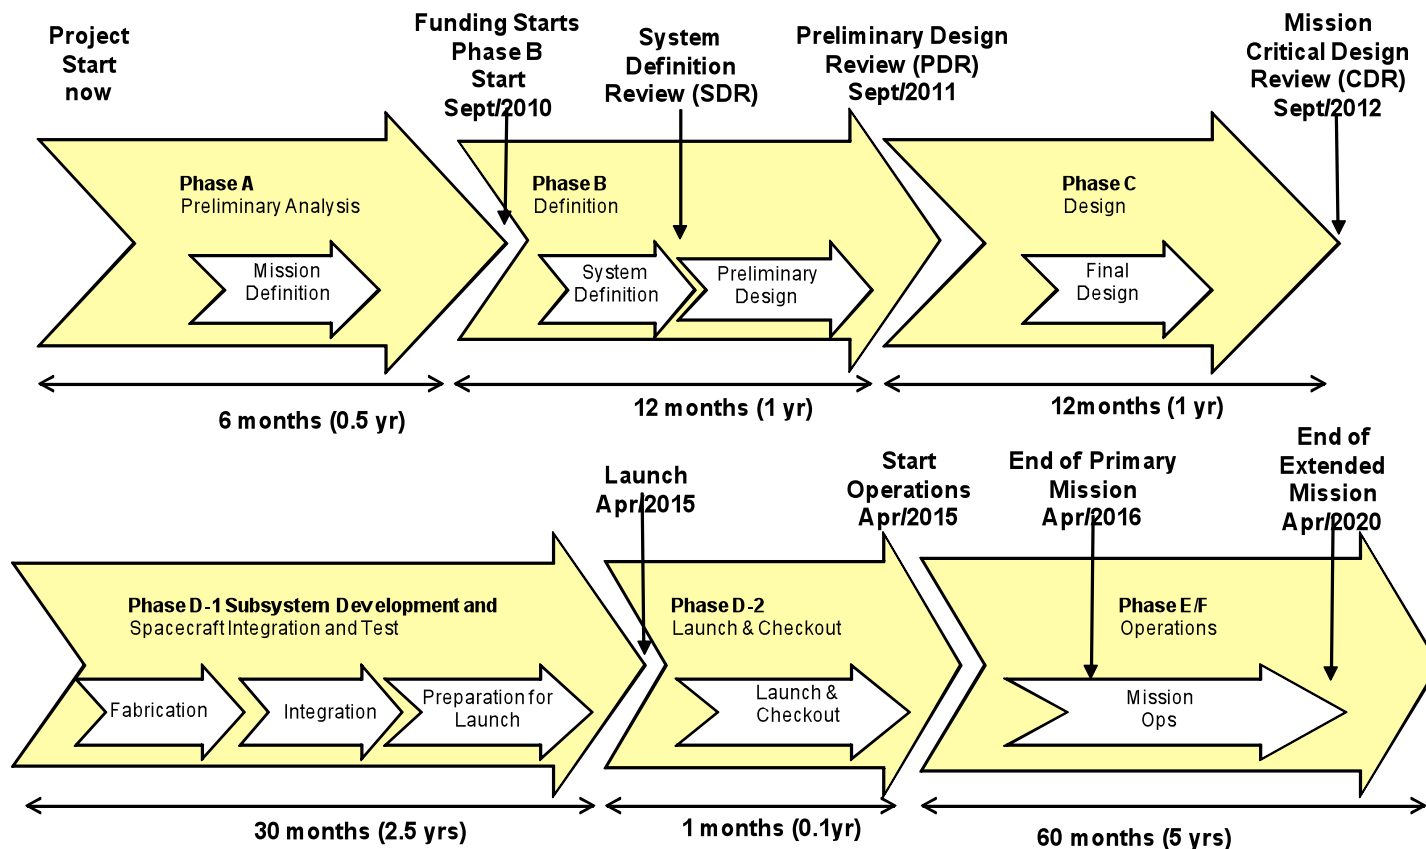 Project
Start
now
Funding Starts
Phase B
Start
Sept/2010
System
Definition
Review (SDR)
Preliminary Design
Review (PDR)
Sept/2011
Mission
Critical Design
Review (CDR)
Sept/2012
Phase A
Preliminary Analysis
Mission
Definition
Phase B
Definition
System
Definition
Preliminary
Design
Phase C
Design
Final
Design
6 months (0.5 yr)
12 months (1 yr)
12months (1 yr)
Launch
Apr/2015
Start
Operations
Apr/2015
End of Primary
Mission
Apr/2016
End of
Extended
Mission
Apr/2020
Phase D-1 Subsystem Development and
Spacecraft Integration and Test
Fabrication
Integration
Preparation for
Launch
Phase D-2
Launch & Checkout
Launch &
Checkout
Phase E/F
Operations
Mission
Ops
30 months (2.5 yrs)
1 month (0.1yr)
60 months (5 yrs)